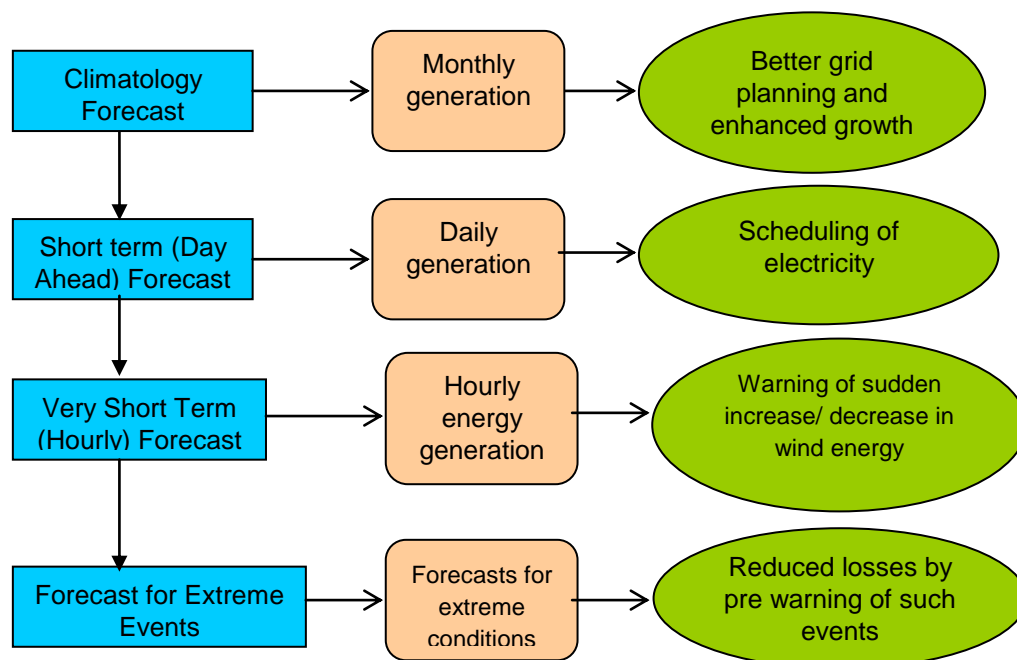 Climatology
Forecast
Monthly
generation
Better grid
planning and
enhanced growth
Short term (Day
Ahead) Forecast
Daily
generation
Scheduling of
electricity
Very Short Term
(Hourly) Forecast
Hourly
energy
generation
Warning of sudden
increase/ decrease in
wind energy
Forecast for Extreme
Events
Forecasts for
extreme
conditions
Reduced losses by
pre warning of such
events